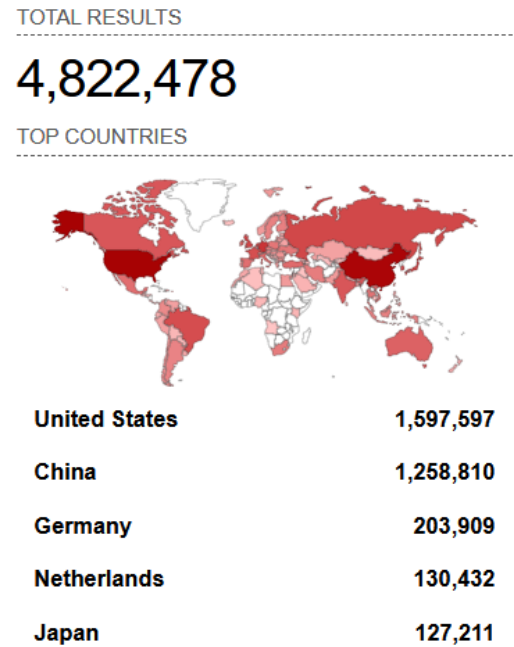 TOTAL RESULTS
4,822,478
TOP COUNTRIES
United States 1,597,597
China 1,258,810
Germany 203,909
Netherlands 130,432
Japan 127,211